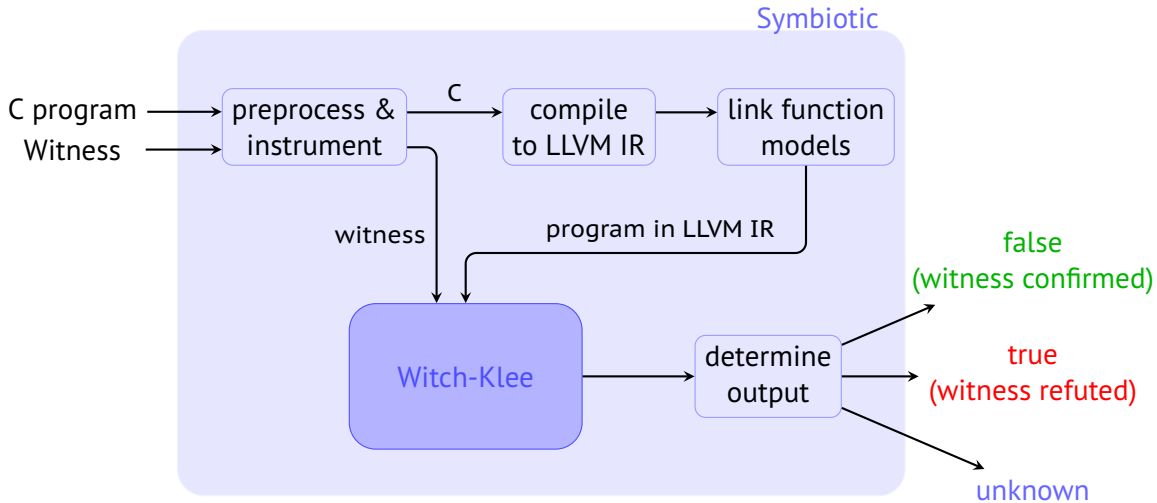 Symbiotic
C program
Witness
preprocess &
instrument
C
compile
to LLVM IR
link function
models
witness
program in LLVM IR
Witch-Klee
determine
output
false
(witness confirmed)
true
(witness refuted)
unknown